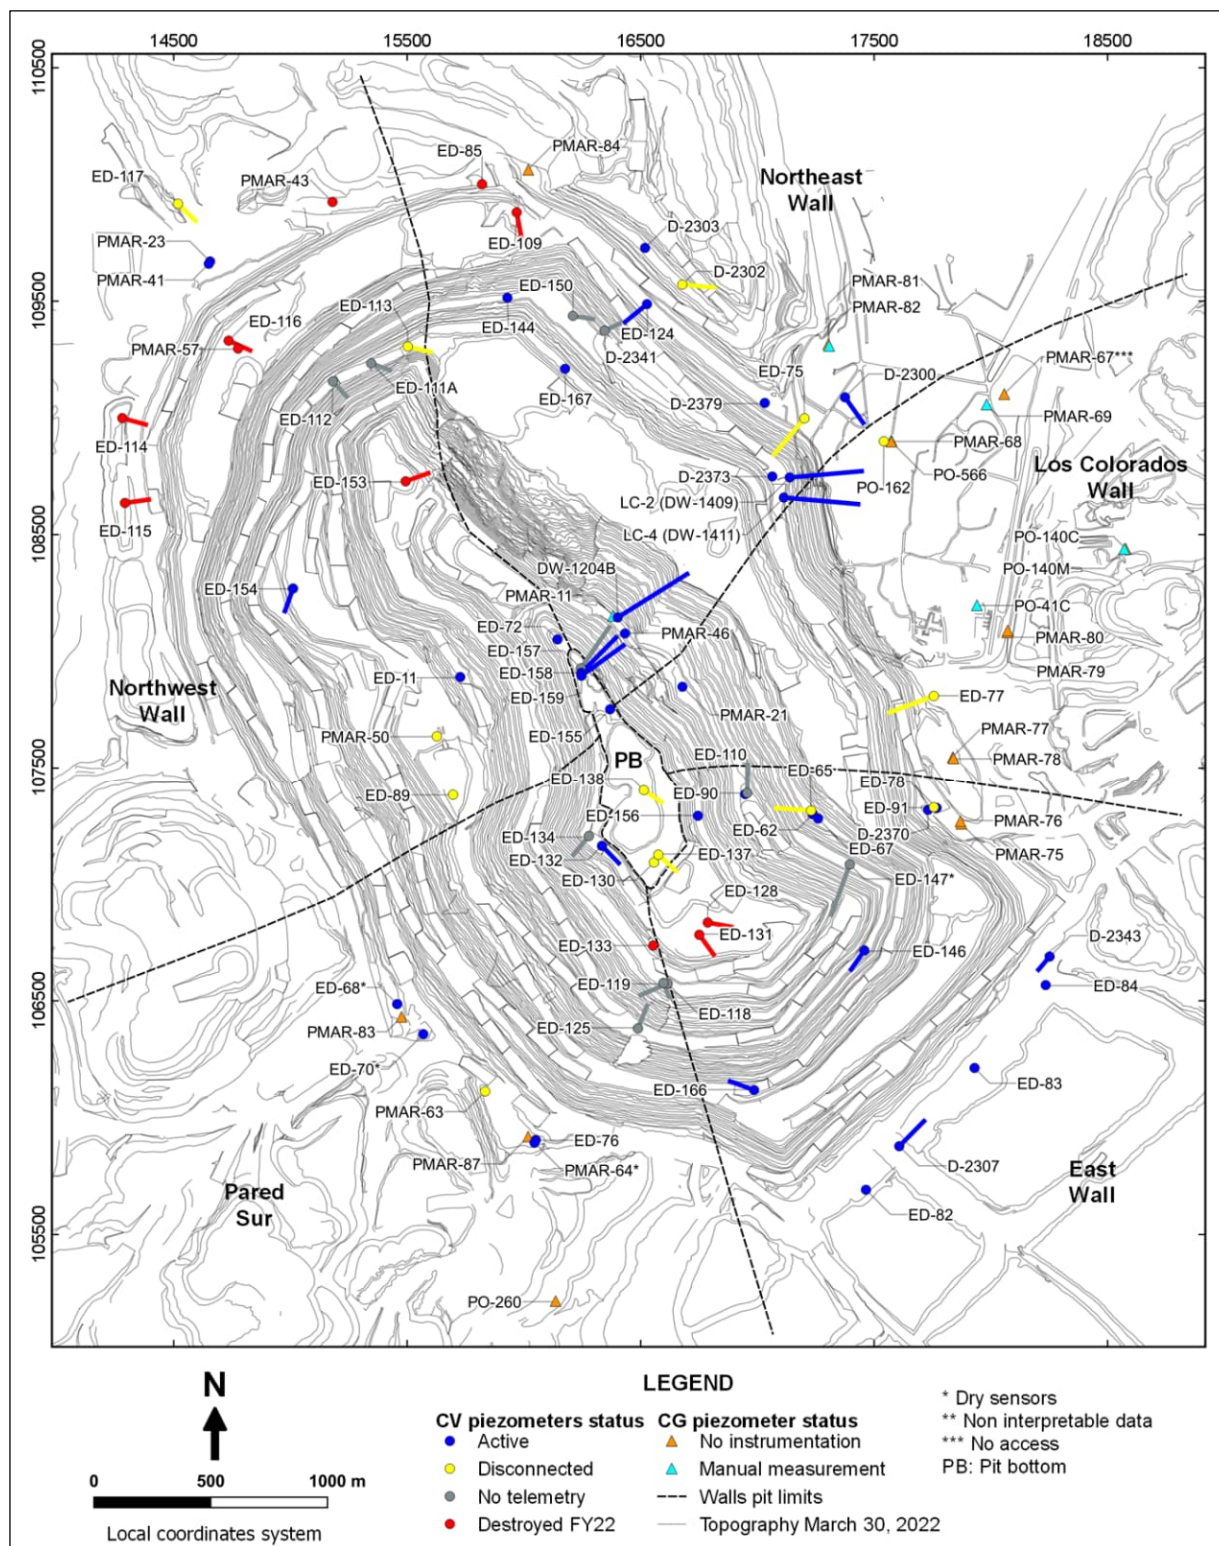 14500
15500
16500
17500
18500
110500
109500
108500
107500
106500
105500
ED-85
PMAR-84
ED-117
PMAR-43
Northeast
Wall
PMAR-23
D-2303
ED-109
PMAR-41
D-2302
ED-150
PMAR-81
ED-113
PMAR-82
ED-116
ED-144
ED-124
PMAR-57
D-2341
ED-75
PMAR-67***
D-2300
ED-111A
ED-167
D-2379
PMAR-69
ED-112
ED-114
PMAR-68
D-2373
PO-566
Los Colorados
Wall
ED-153
PO-162
LC-2 (DW-1409)
ED-115
LC-4 (DW-1411)
PO-140C
DW-1204B
PO-140M
ED-154
PMAR-11
PO-41C
ED-72
PMAR-46
PMAR-80
ED-157
ED-158
PMAR-79
ED-11
Northwest
Wall
ED-159
ED-77
PMAR-21
PMAR-77
PMAR-50
ED-155
ED-110
PB
PMAR-78
ED-138
ED-65
ED-78
ED-89
ED-90
ED-91
ED-156
PMAR-76
ED-134
ED-62
D-2370
ED-132
ED-137
ED-67
PMAR-75
ED-130
ED-147*
ED-128
ED-131
D-2343
ED-133
ED-146
ED-68*
ED-119
ED-84
ED-118
PMAR-83
ED-125
ED-70*
ED-83
ED-166
PMAR-63
ED-76
PMAR-87
D-2307
PMAR-64*
East
Wall
Pared
Sur
ED-82
PO-260
N
LEGEND
CV piezometers status
Active
Disconnected
No telemetry
Destroyed FY22
CG piezometer status
No instrumentation
Manual measurement
Walls pit limits
Topography March 30, 2022
* Dry sensors
** Non interpretable data
*** No access
PB: Pit bottom
0
500
1000 m
Local coordinates system